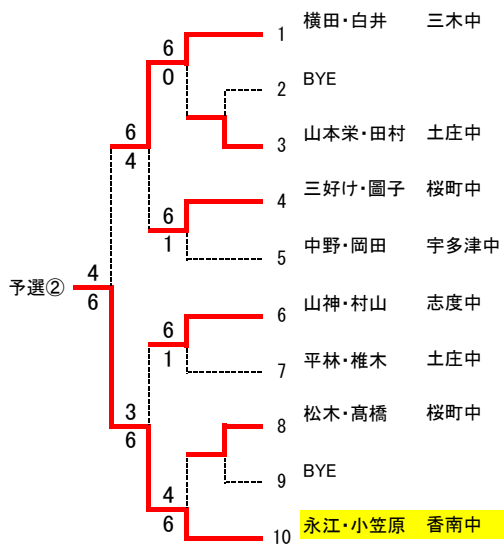 6
0
1 横田・白井 三木中
2 BYE
3 山本栄・田村 土庄中
6
4
4 三好け・圖子 桜町中
6
1
5 中野・岡田 宇多津中
予選②
4
6
6 山神・村山 志度中
6
1
7 平林・椎木 土庄中
3
6
8 松木・髙橋 桜町中
9 BYE
4
6
10 永江・小笠原 香南中